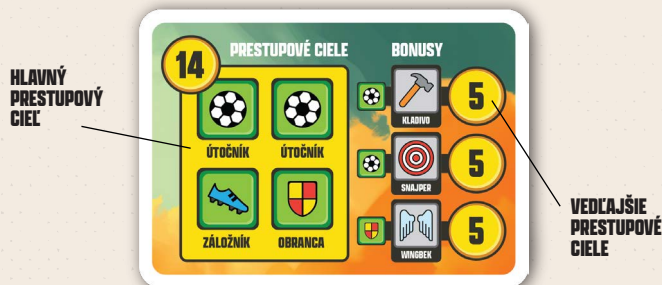 HLAVNÝ
PRESTUPOVÝ
CIEĽ
14
PRESTUPOVÉ CIELE
ÚTOČNÍK
ÚTOČNÍK
ZÁLOŽNÍK
OBRANCA
BONUSY
KLADIVO
5
SNAJPER
5
WINGBEK
5
VEDĽAJŠIE
PRESTUPOVÉ
CIELE